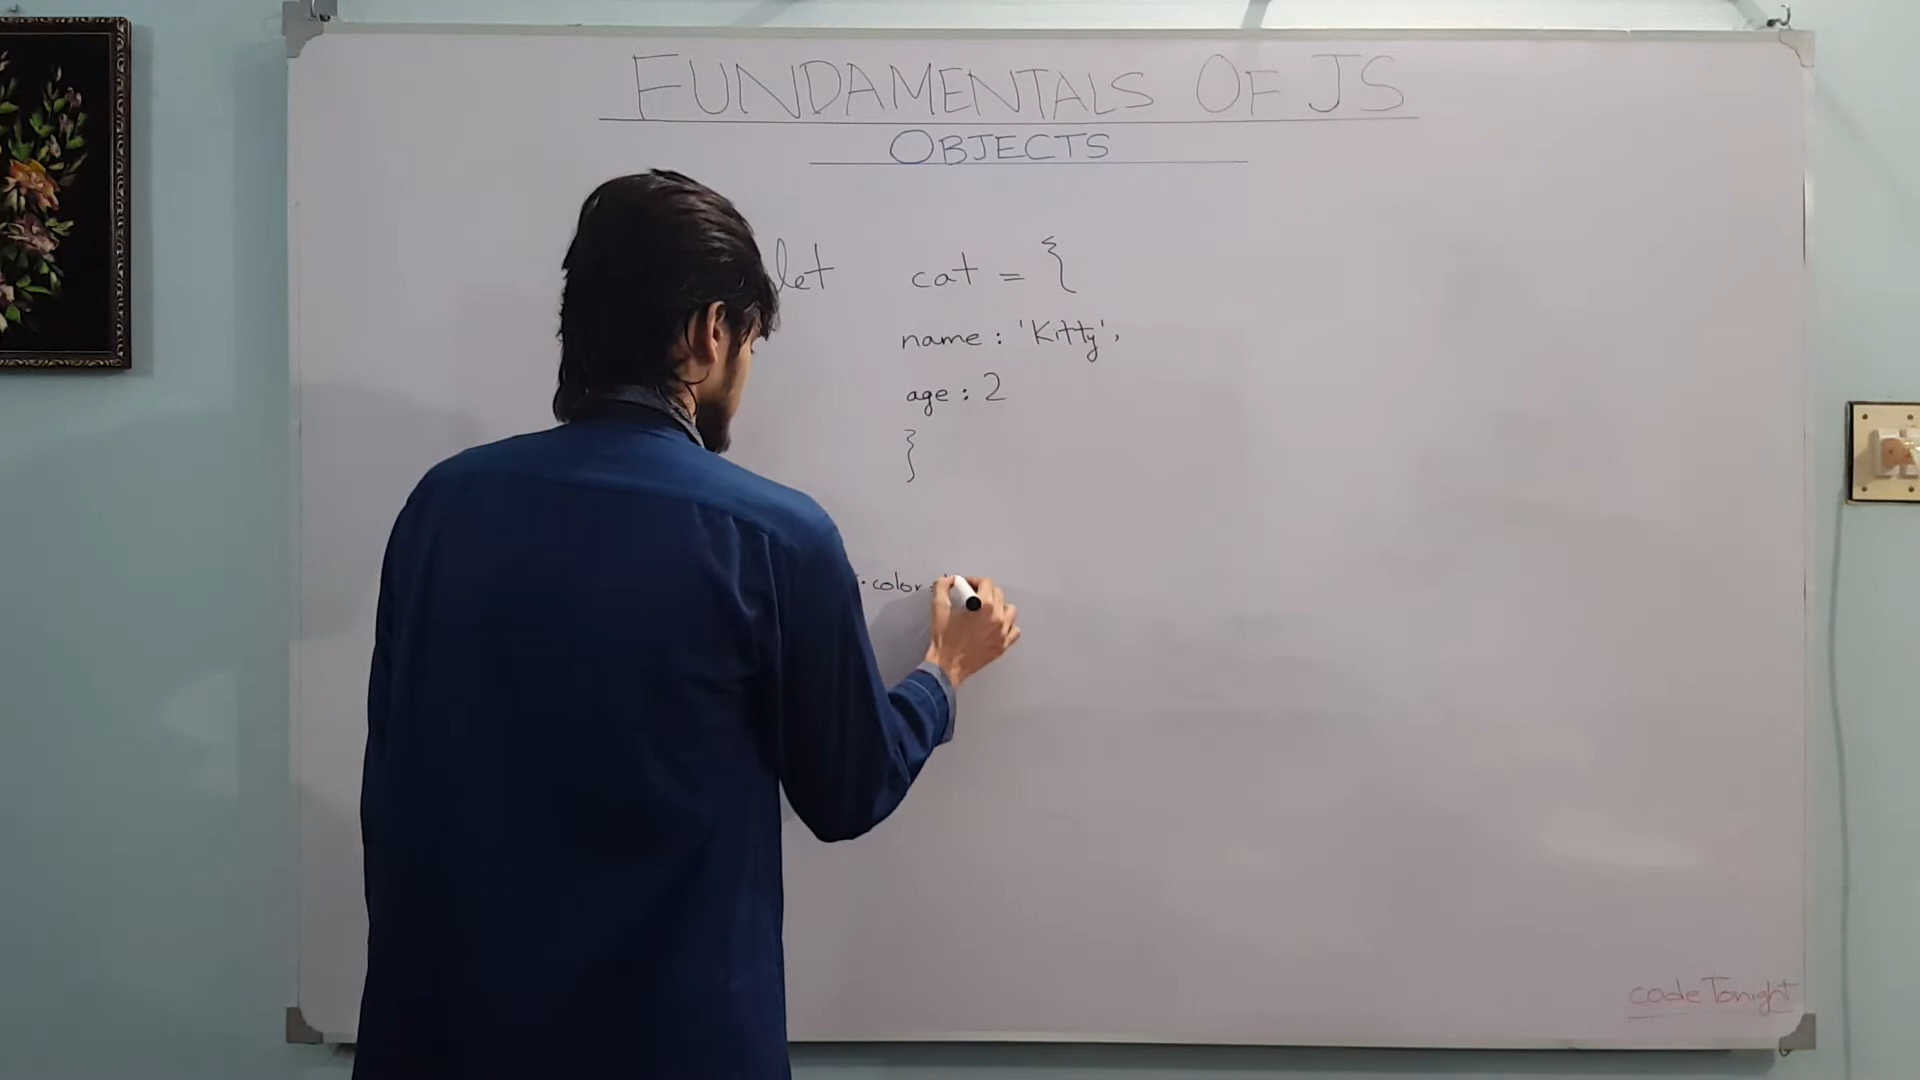 FUNDAMENTALS OF JS
OBJECTS
let cat = {
name : 'Kitty',
age : 2
}
.color =
codeTonight